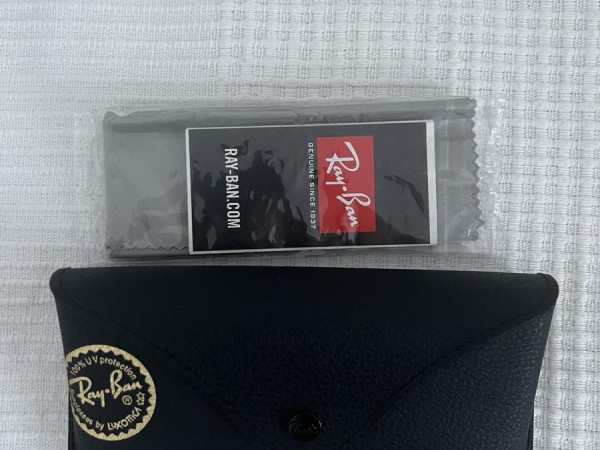 Ray-Ban
GENUINE SINCE 1937
RAY-BAN.COM
100% UV protection
Ray-Ban®
Sunglasses by LUXOTTICA